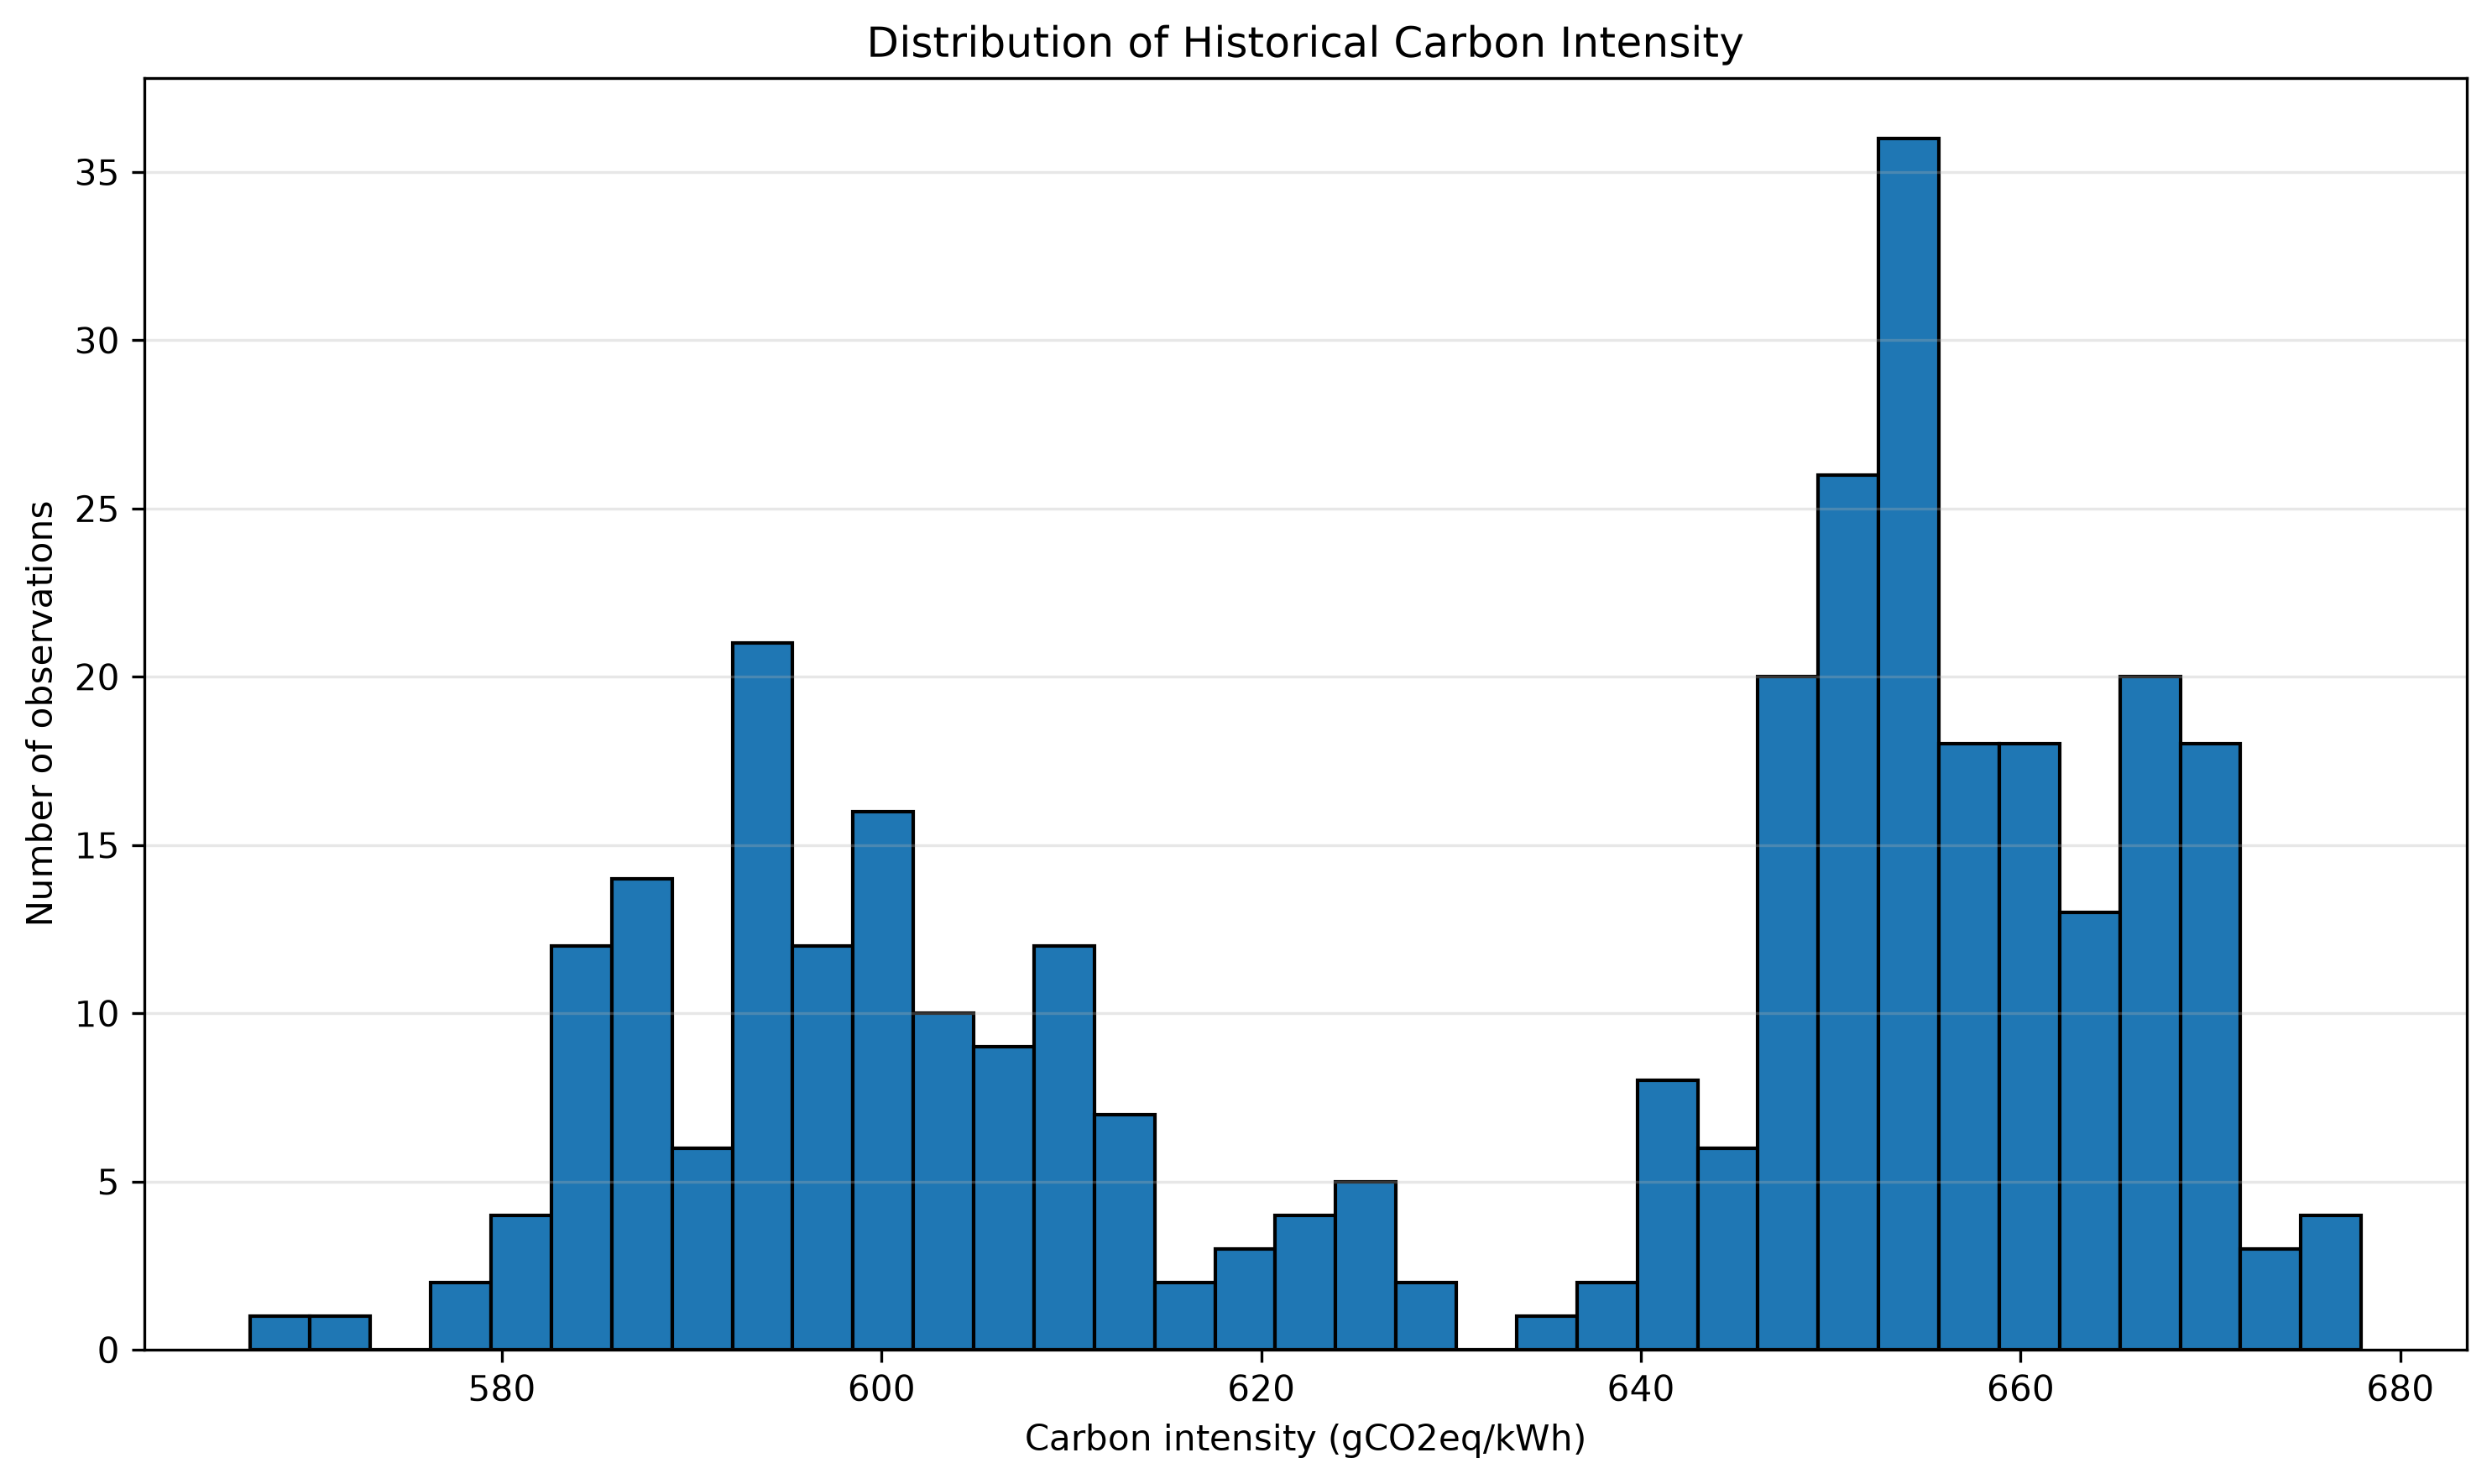 Distribution of Historical Carbon Intensity
Number of observations
35
30
25
20
15
10
5
0
580 600 620 640 660 680
Carbon intensity (gCO2eq/kWh)